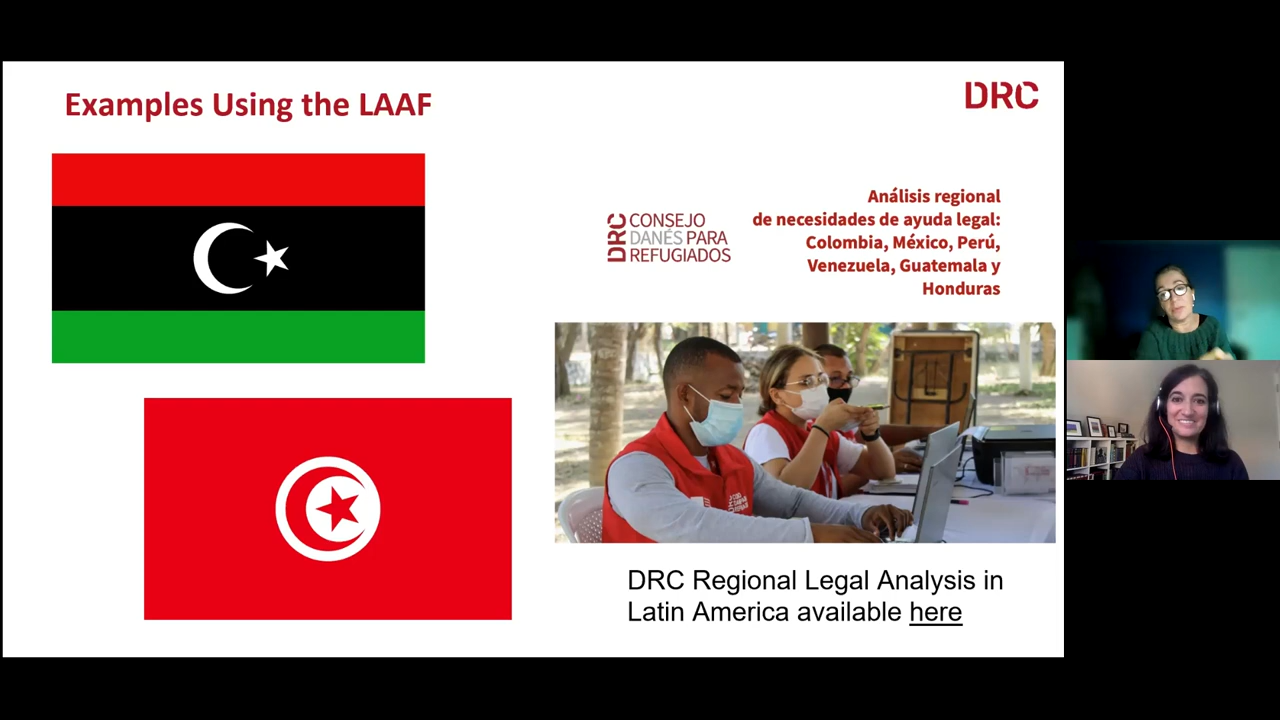 Examples Using the LAAF
DRC
DRC
CONSEJO
DANÉS PARA
REFUGIADOS
Análisis regional
de necesidades de ayuda legal:
Colombia, México, Perú,
Venezuela, Guatemala y
Honduras
DRC Regional Legal Analysis in
Latin America available here